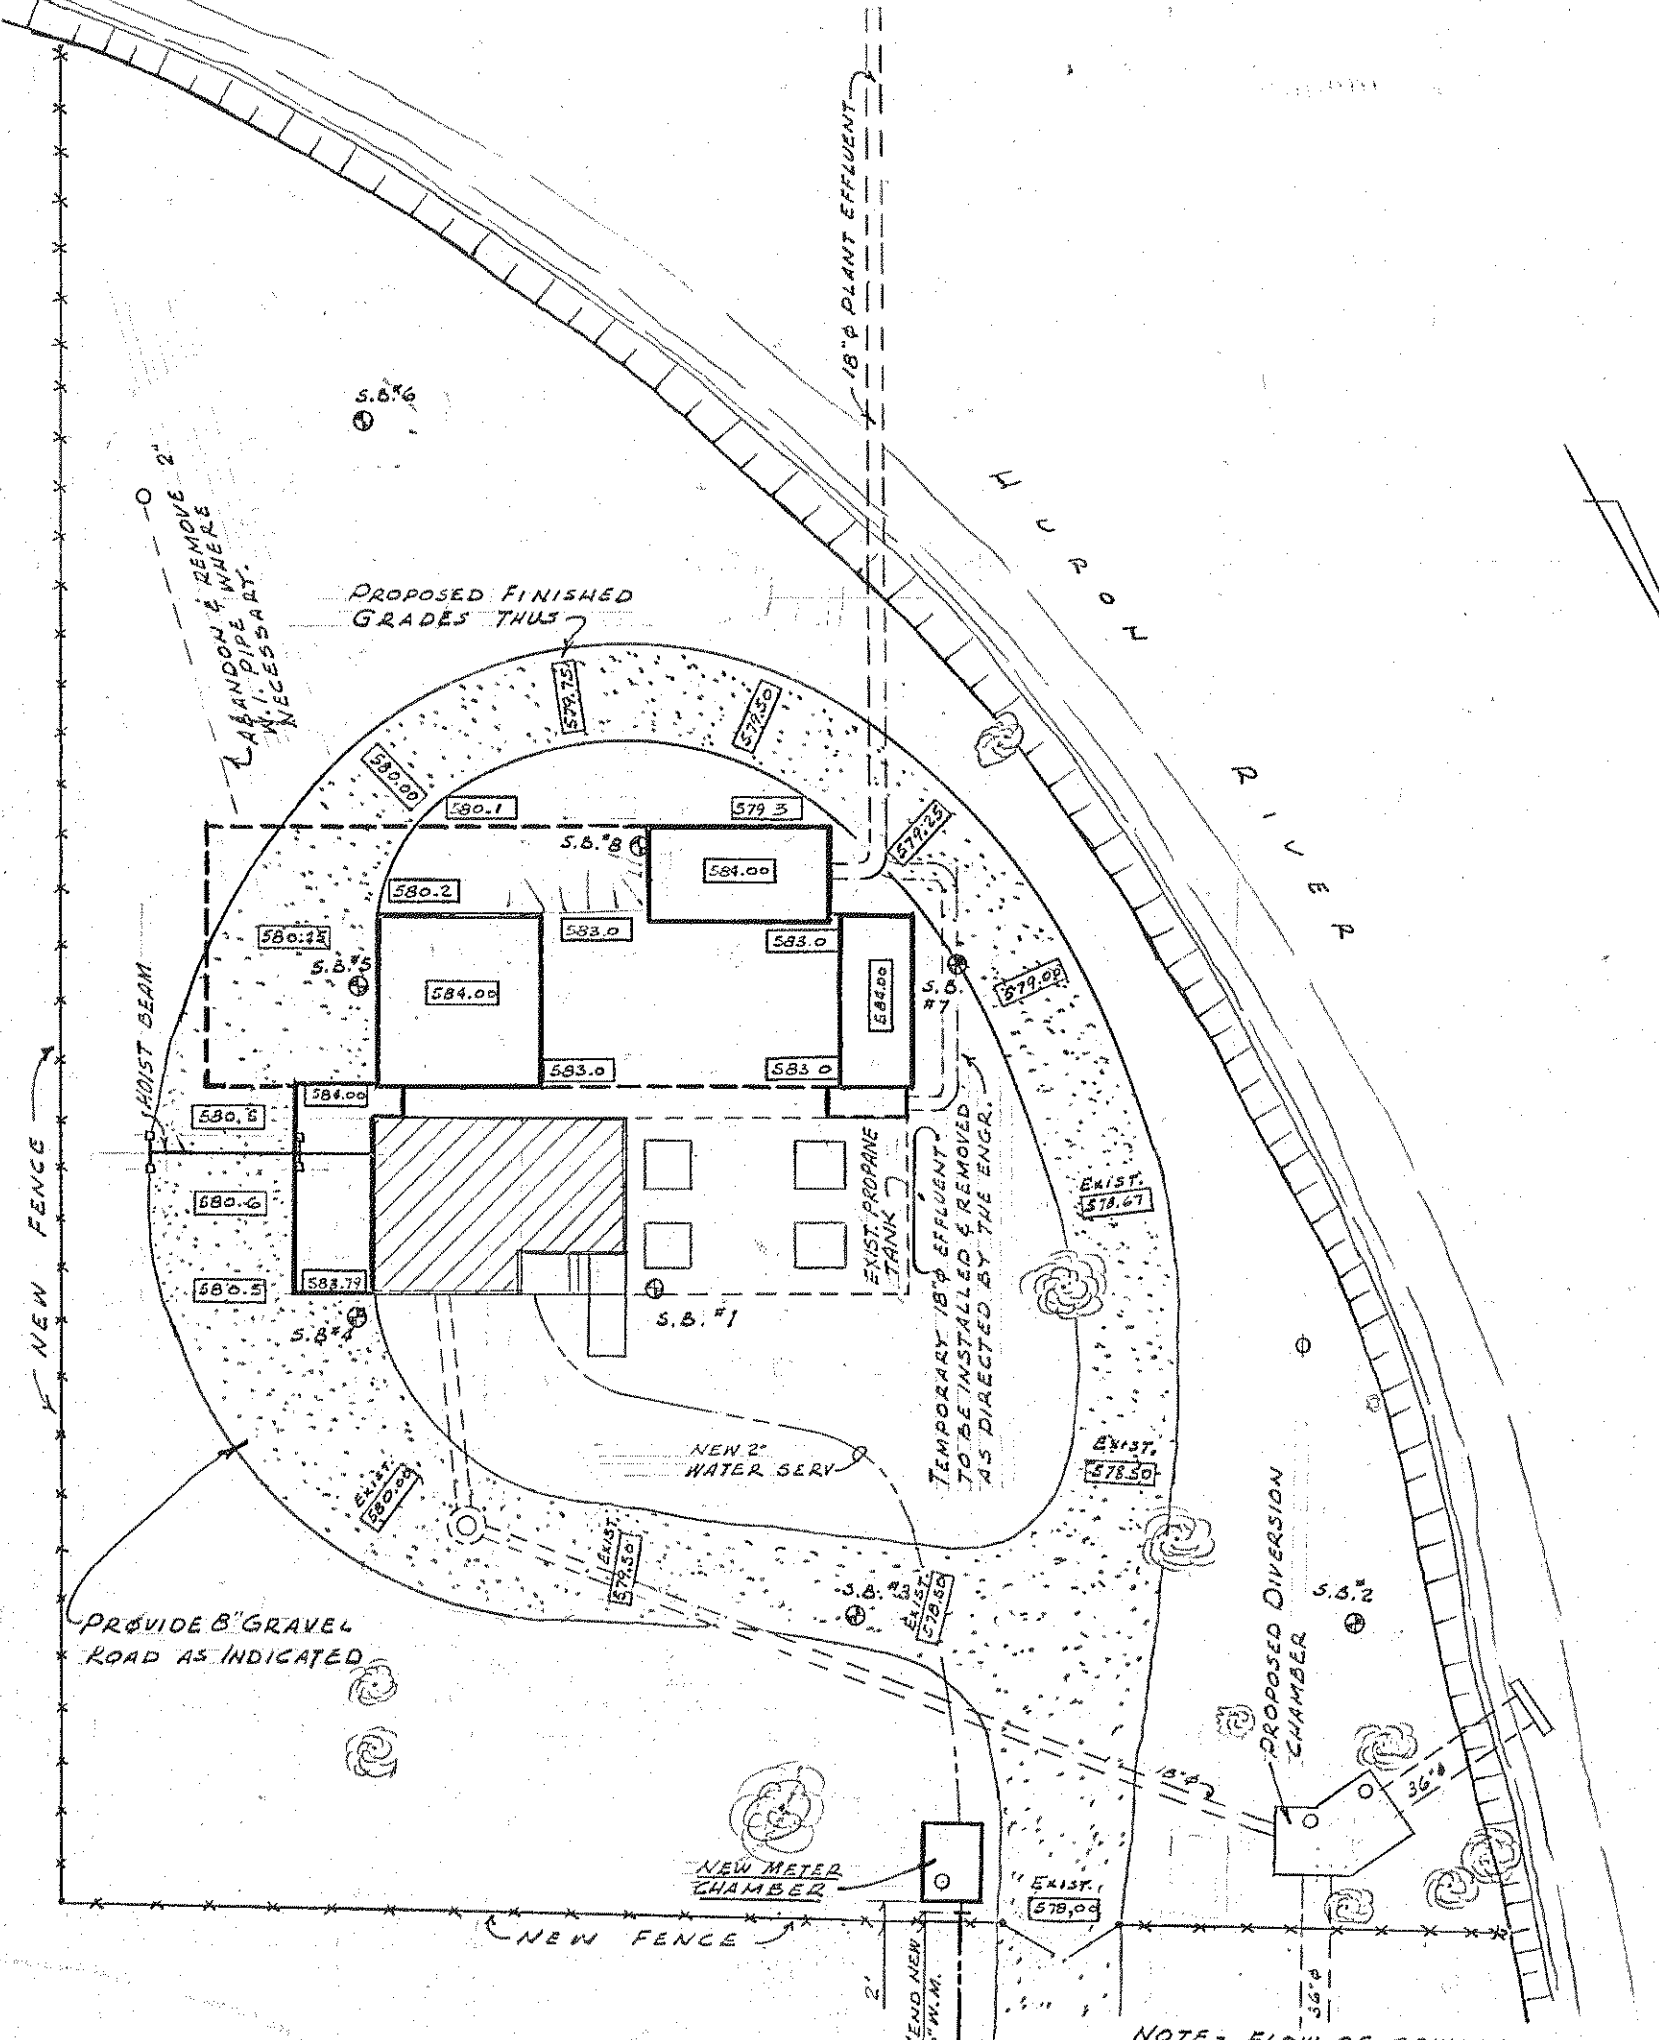 18"φ PLANT EFFLUENT
S.B.#6
HURON
RIVER
ABANDON & REMOVE 2"
W.I. PIPE WHERE
NECESSARY.
PROPOSED FINISHED
GRADES THUS
579.75
579.50
580.00
580.1
579.3
579.25
S.B.#8
584.00
580.2
583.0
583.0
S.B.#5
584.00
584.00
S.B.
#7
579.00
HOIST BEAM
583.0
583.0
584.00
580.6
580.5
583.79
S.B.#4
S.B.#1
EXIST. PROPANE
TANK
TEMPORARY 18"φ EFFLUENT
TO BE INSTALLED & REMOVED
AS DIRECTED BY THE ENGR.
EXIST.
578.67
NEW FENCE
NEW 2"
WATER SERV
EXIST.
578.50
EXIST.
580.00
EXIST.
579.50
S.B.#3
EXIST.
578.50
S.B.#2
PROVIDE 8" GRAVEL
ROAD AS INDICATED
PROPOSED DIVERSION
CHAMBER
18"φ
36"φ
NEW METER
CHAMBER
EXIST.
578.00
NEW FENCE
2'
END NEW
W.M.
36"φ
NOTE: FLOW OF